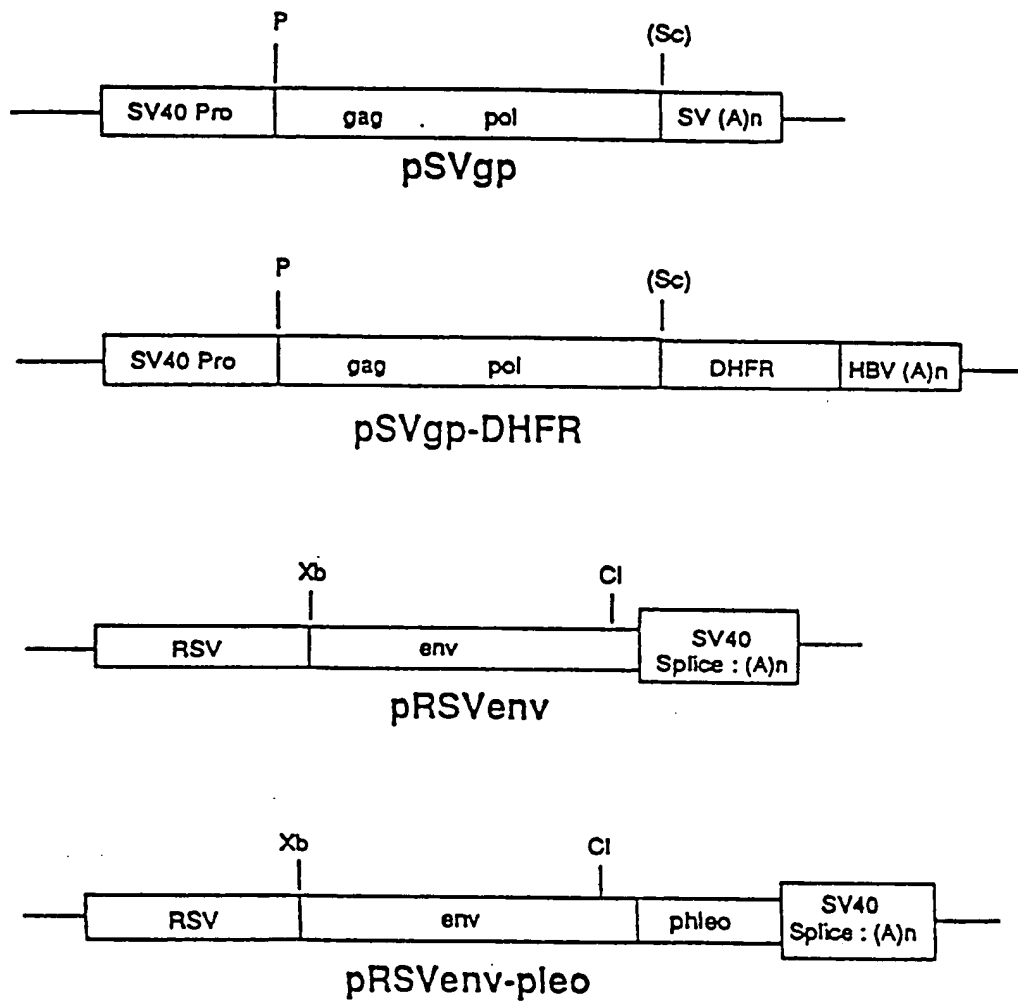 P (Sc)
SV40 Pro gag pol SV (A)n
pSVgp
P (Sc)
SV40 Pro gag pol DHFR HBV (A)n
pSVgp-DHFR
Xb Cl
RSV env SV40
Splice : (A)n
pRSVenv
Xb Cl
RSV env phleo SV40
Splice : (A)n
pRSVenv-pleo